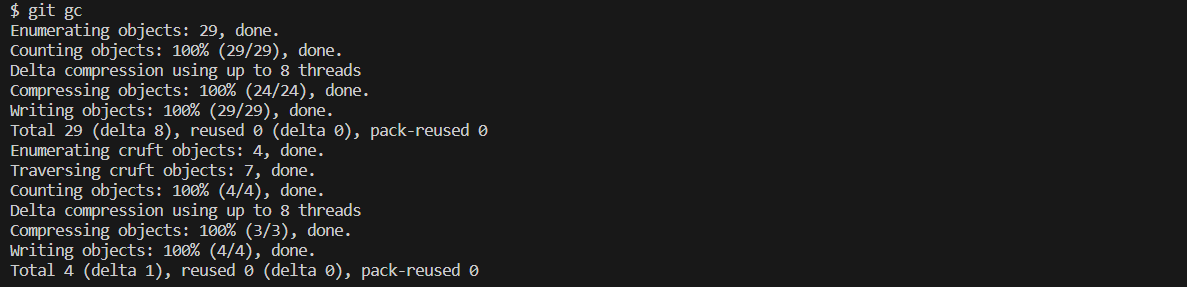 $ git gc
Enumerating objects: 29, done.
Counting objects: 100% (29/29), done.
Delta compression using up to 8 threads
Compressing objects: 100% (24/24), done.
Writing objects: 100% (29/29), done.
Total 29 (delta 8), reused 0 (delta 0), pack-reused 0
Enumerating cruft objects: 4, done.
Traversing cruft objects: 7, done.
Counting objects: 100% (4/4), done.
Delta compression using up to 8 threads
Compressing objects: 100% (3/3), done.
Writing objects: 100% (4/4), done.
Total 4 (delta 1), reused 0 (delta 0), pack-reused 0